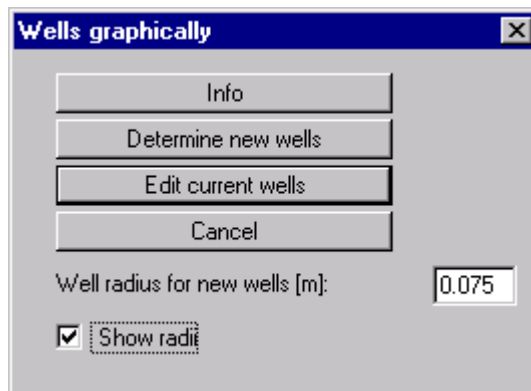 Wells graphically
Info
Determine new wells
Edit current wells
Cancel
Well radius for new wells [m]: 0.075
Show radii